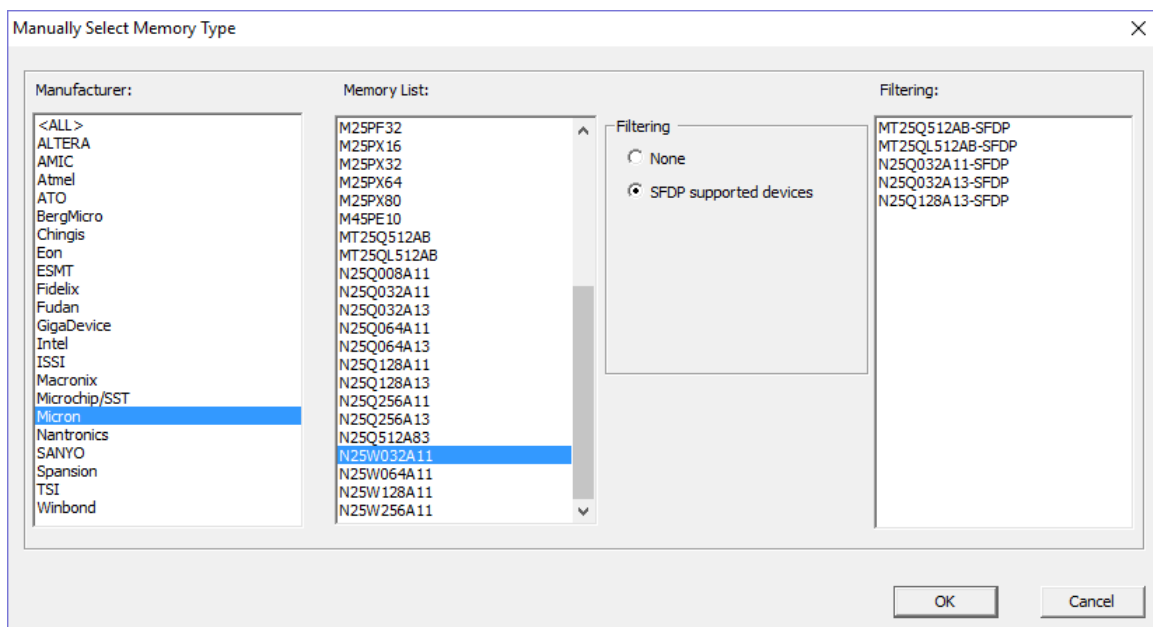 Manually Select Memory Type
Manufacturer:
<ALL>
ALTERA
AMIC
Atmel
ATO
BergMicro
Chingis
Eon
ESMT
Fidelix
Fudan
GigaDevice
Intel
ISSI
Macronix
Microchip/SST
Micron
Nantronics
SANYO
Spansion
TSI
Winbond
Memory List:
M25PF32
M25PX16
M25PX32
M25PX64
M25PX80
M45PE10
MT25Q512AB
MT25QL512AB
N25Q008A11
N25Q032A11
N25Q032A13
N25Q064A11
N25Q064A13
N25Q128A11
N25Q128A13
N25Q256A11
N25Q256A13
N25Q512A83
N25W032A11
N25W064A11
N25W128A11
N25W256A11
Filtering
None
SFDP supported devices
Filtering:
MT25Q512AB-SFDP
MT25QL512AB-SFDP
N25Q032A11-SFDP
N25Q032A13-SFDP
N25Q128A13-SFDP
OK
Cancel